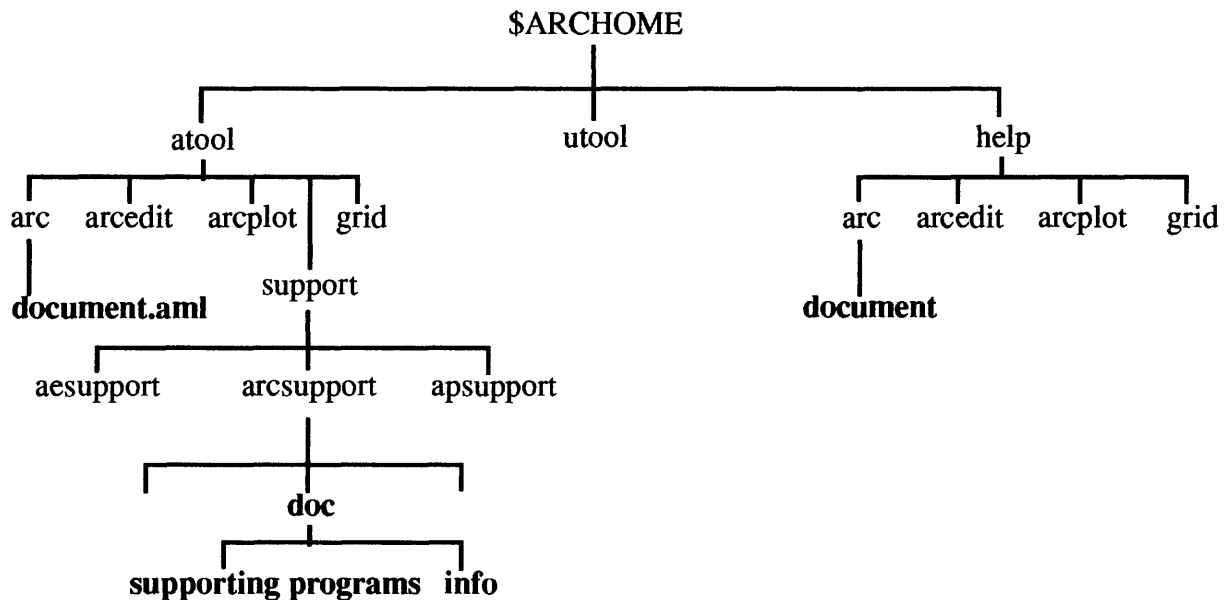 $ARCHOME
atool utool help
arc arcedit arcplot grid arc arcedit arcplot grid
support
document.aml document
aesupport arcsupport apsupport
doc
supporting programs info